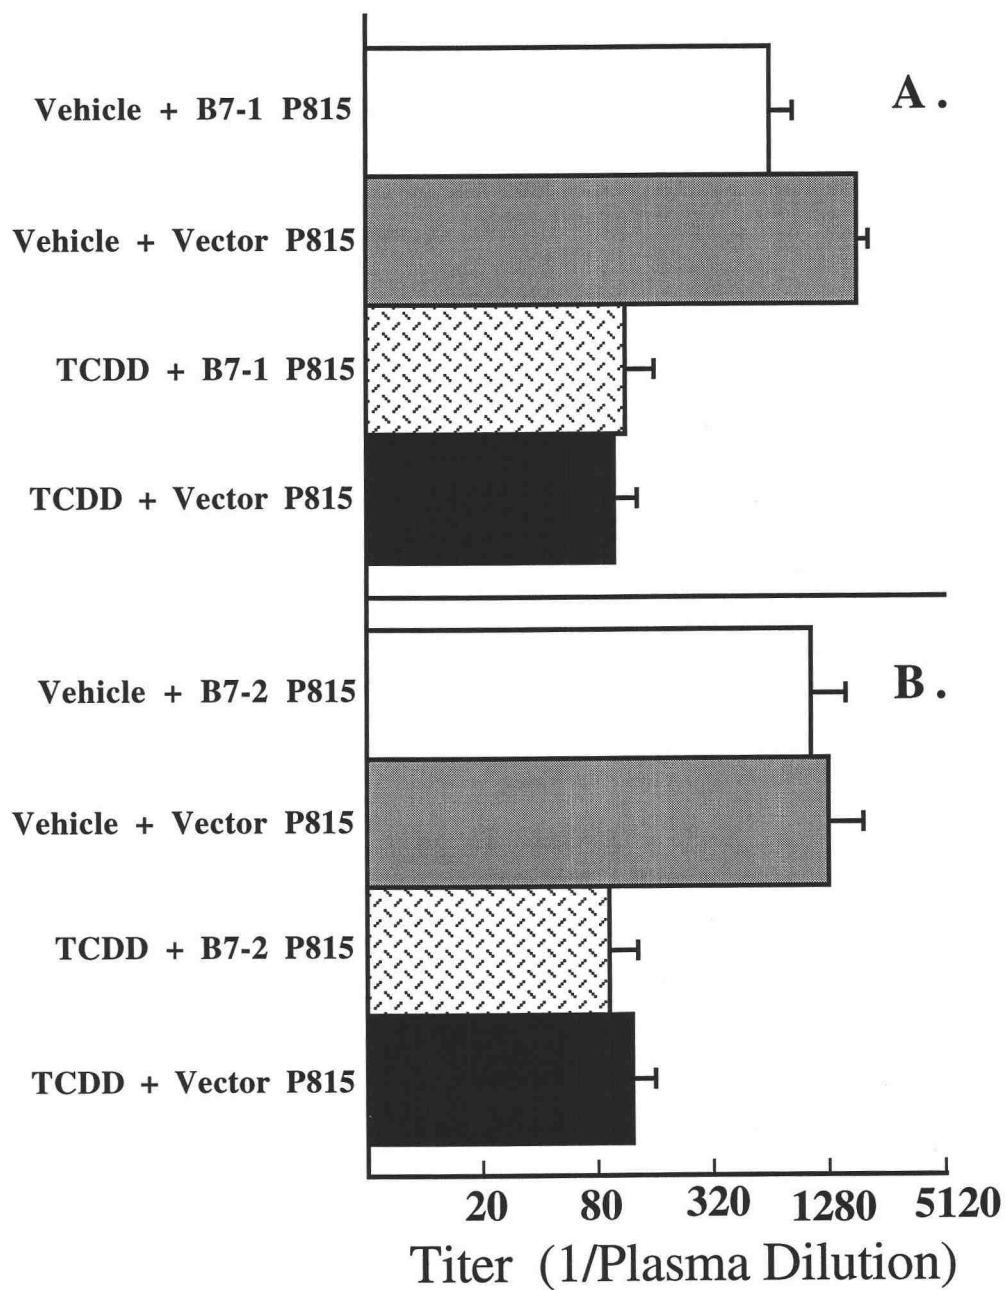 A.
Vehicle + B7-1 P815
Vehicle + Vector P815
TCDD + B7-1 P815
TCDD + Vector P815
B.
Vehicle + B7-2 P815
Vehicle + Vector P815
TCDD + B7-2 P815
TCDD + Vector P815
20 80 320 1280 5120
Titer (1/Plasma Dilution)